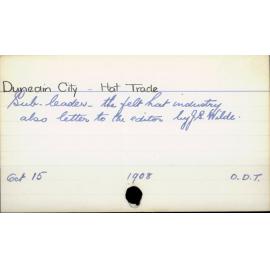 Dunedin City - Hat Trade
Sub-leader - the felt hat industry
also letter to the editor by J.E. Wilde.
Oct 15 1908 O.D.T.